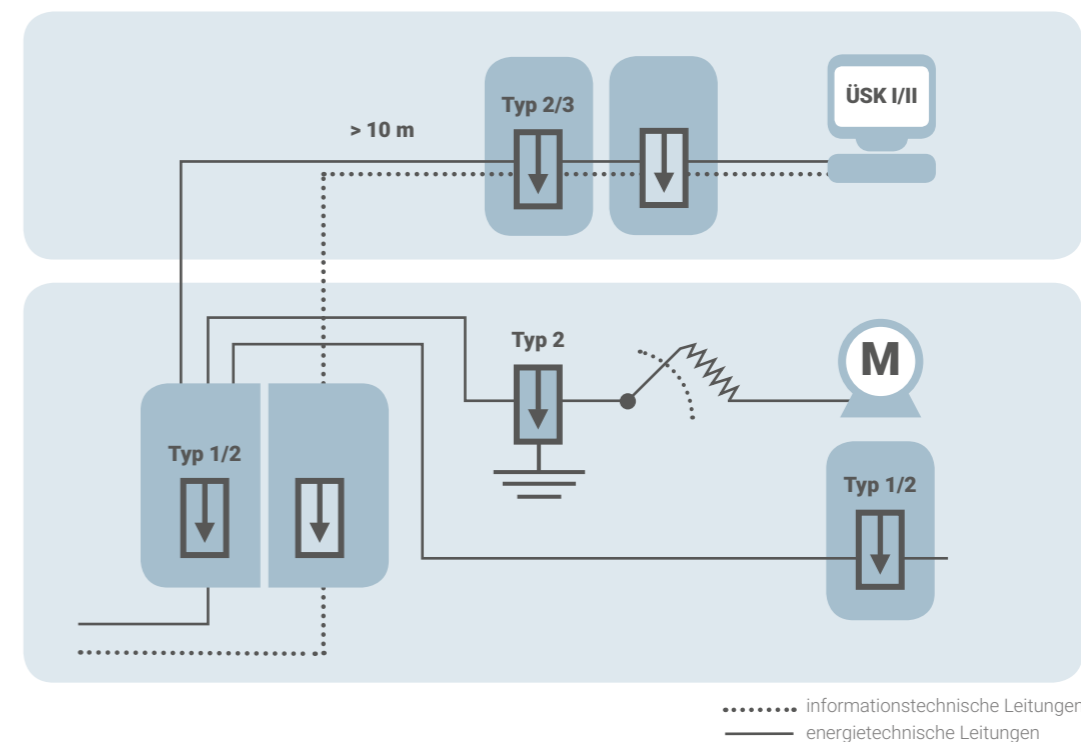 Typ 2/3
ÜSK I/II
> 10 m
Typ 2
M
Typ 1/2
Typ 1/2
informationstechnische Leitungen
energietechnische Leitungen